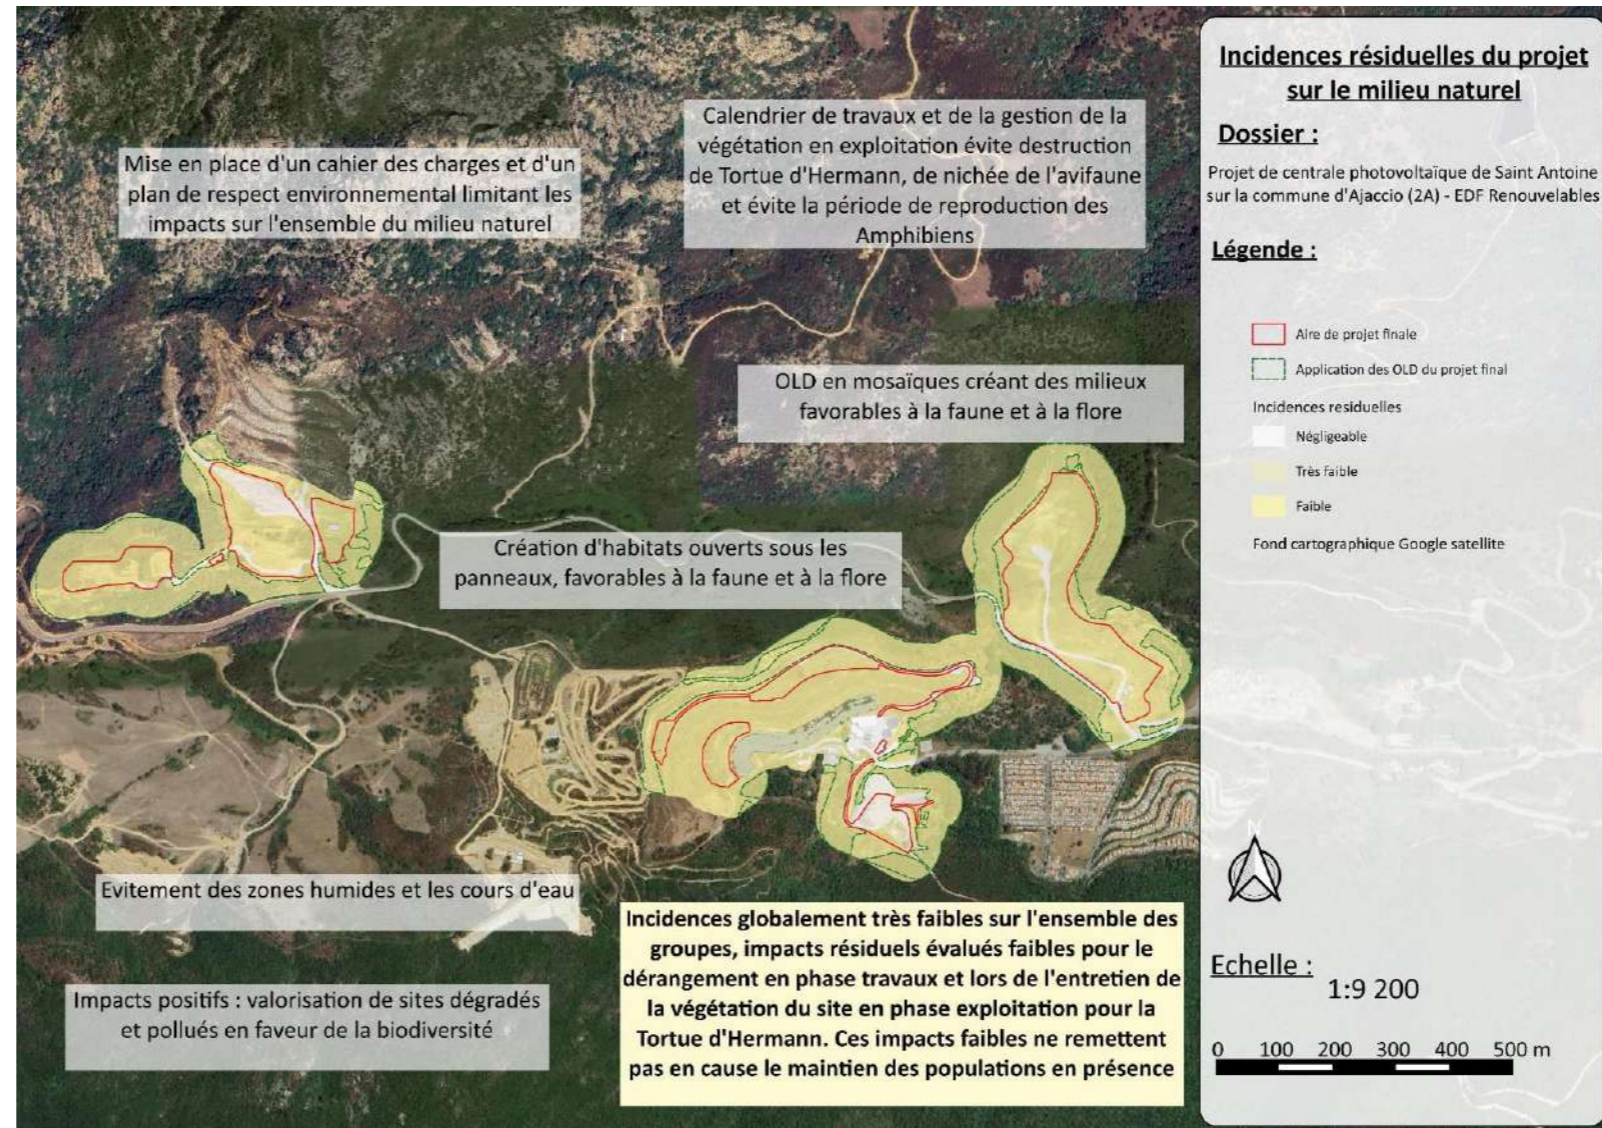 Incidences résiduelles du projet
sur le milieu naturel
Dossier :
Projet de centrale photovoltaïque de Saint Antoine
sur la commune d'Ajaccio (2A) - EDF Renouvelables
Légende :
Aire de projet finale
Application des OLD du projet final
Incidences residuelles
Négligeable
Très faible
Faible
Fond cartographique Google satellite
N
Echelle :
1:9 200
0 100 200 300 400 500 m
Mise en place d'un cahier des charges et d'un
plan de respect environnemental limitant les
impacts sur l'ensemble du milieu naturel
Calendrier de travaux et de la gestion de la
végétation en exploitation évite destruction
de Tortue d'Hermann, de nichée de l'avifaune
et évite la période de reproduction des
Amphibiens
OLD en mosaïques créant des milieux
favorables à la faune et à la flore
Création d'habitats ouverts sous les
panneaux, favorables à la faune et à la flore
Evitement des zones humides et les cours d'eau
Impacts positifs : valorisation de sites dégradés
et pollués en faveur de la biodiversité
Incidences globalement très faibles sur l'ensemble des
groupes, impacts résiduels évalués faibles pour le
dérangement en phase travaux et lors de l'entretien de
la végétation du site en phase exploitation pour la
Tortue d'Hermann. Ces impacts faibles ne remettent
pas en cause le maintien des populations en présence